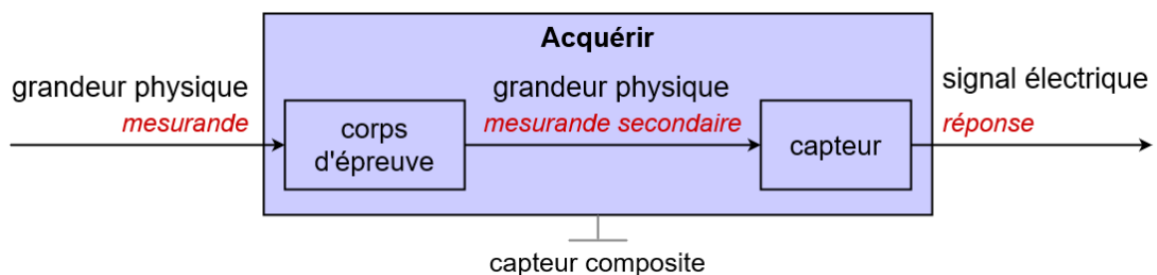 Acquérir
grandeur physique
mesurande
corps
d'épreuve
grandeur physique
mesurande secondaire
capteur
signal électrique
réponse
capteur composite